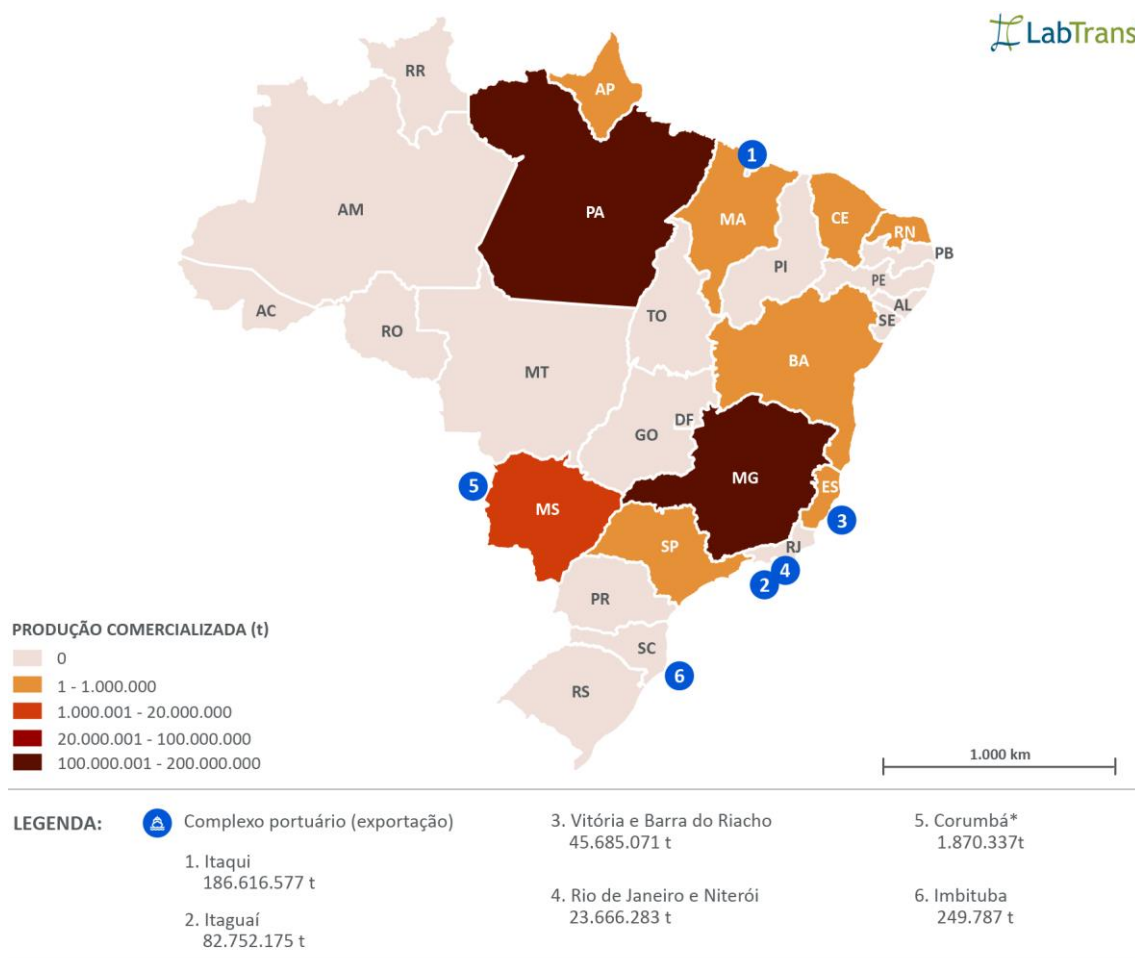 LabTrans
RR
AP
1
AM
PA
MA
CE
RN
PB
PI
PE
AL
SE
AC
RO
TO
MT
BA
DF
GO
5
MS
MG
ES
3
SP
RJ
4
2
PR
SC
6
RS
PRODUÇÃO COMERCIALIZADA (t)
0
1 - 1.000.000
1.000.001 - 20.000.000
20.000.001 - 100.000.000
100.000.001 - 200.000.000
1.000 km
LEGENDA:
Complexo portuário (exportação)
1. Itaqui
186.616.577 t
2. Itaguaí
82.752.175 t
3. Vitória e Barra do Riacho
45.685.071 t
4. Rio de Janeiro e Niterói
23.666.283 t
5. Corumbá*
1.870.337t
6. Imbituba
249.787 t